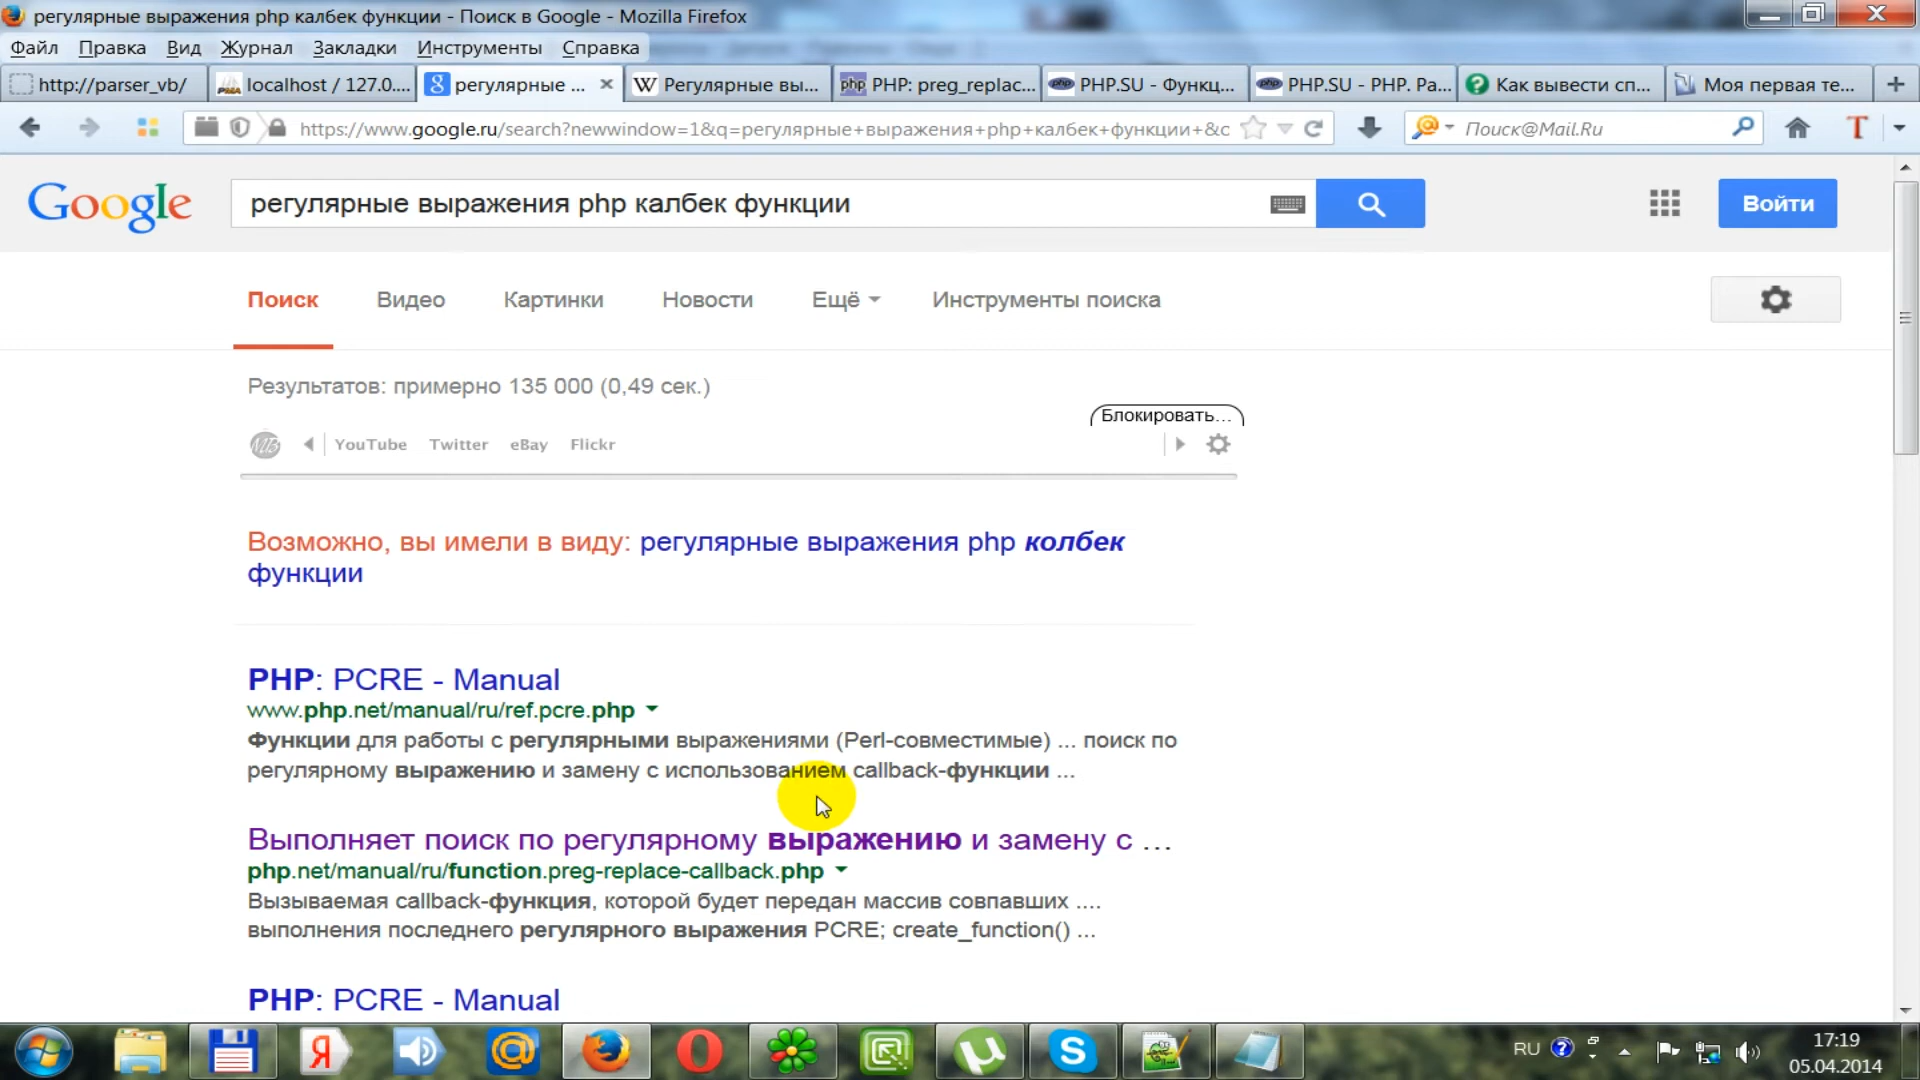 регулярные выражения php калбек функции - Поиск в Google - Mozilla Firefox
Файл Правка Вид Журнал Закладки Инструменты Справка
http://parser_vb/ localhost / 127.0.... регулярные ... Регулярные вы... PHP: preg_replac... PHP.SU - Функц... PHP.SU - PHP. Ра... Как вывести сп... Моя первая те...
https://www.google.ru/search?newwindow=1&q=регулярные+выражения+php+калбек+функции+&c Поиск@Mail.Ru
Google регулярные выражения php калбек функции Войти
Поиск Видео Картинки Новости Ещё Инструменты поиска
Результатов: примерно 135 000 (0,49 сек.)
Блокировать...
YouTube Twitter eBay Flickr
Возможно, вы имели в виду: регулярные выражения php колбек
функции
PHP: PCRE - Manual
www.php.net/manual/ru/ref.pcre.php
Функции для работы с регулярными выражениями (Perl-совместимые) ... поиск по
регулярному выражению и замену с использованием callback-функции ...
Выполняет поиск по регулярному выражению и замену с ...
php.net/manual/ru/function.preg-replace-callback.php
Вызываемая callback-функция, которой будет передан массив совпавших ....
выполнения последнего регулярного выражения PCRE; create_function() ...
PHP: PCRE - Manual
RU 17:19
05.04.2014